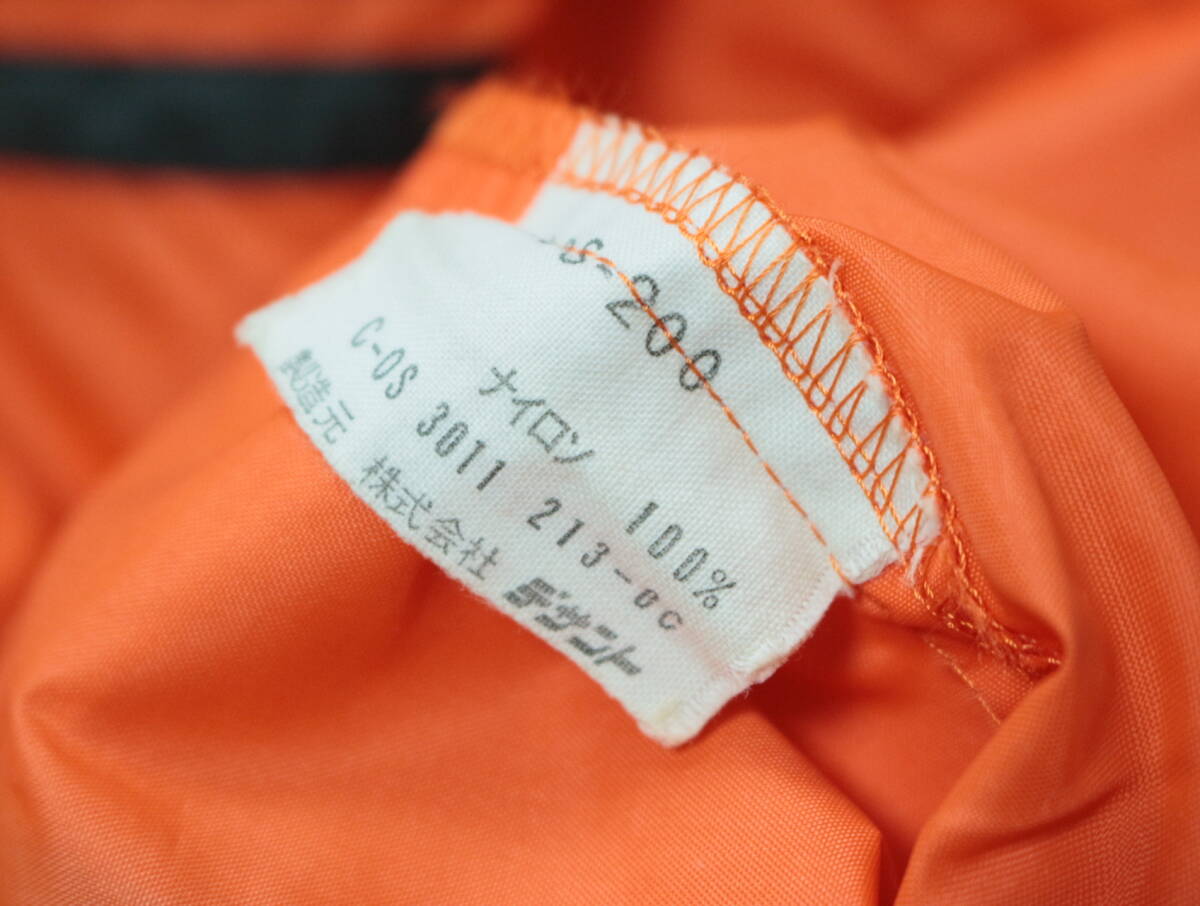 S-200
ナイロン 100%
C-OS 3011 213-0C
製造元 株式会社 デサント